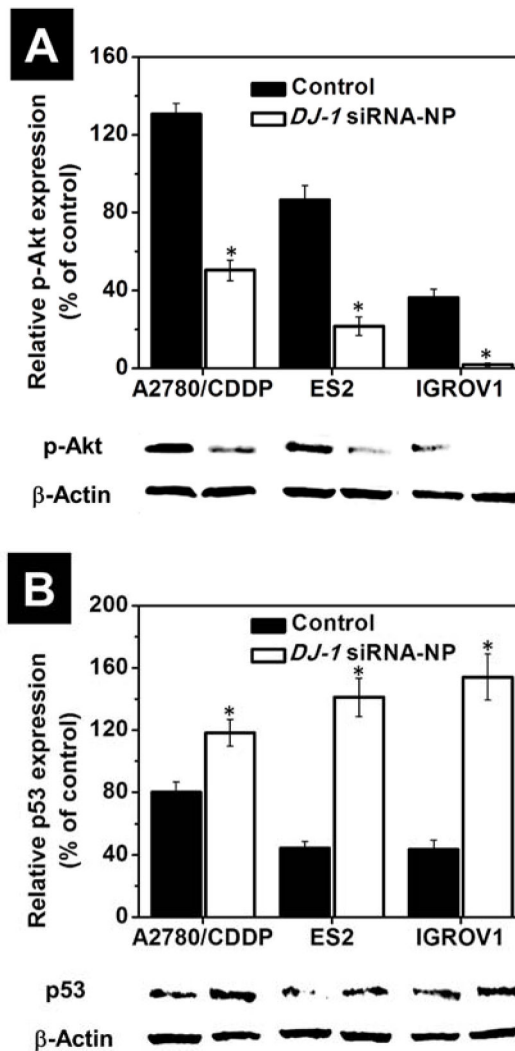 A
160
120
80
40
0
Relative p-Akt expression
(% of control)
Control
DJ-1 siRNA-NP
*
*
*
A2780/CDDP ES2 IGROV1
p-Akt
β-Actin
B
200
160
120
80
40
0
Relative p53 expression
(% of control)
Control
DJ-1 siRNA-NP
*
*
*
A2780/CDDP ES2 IGROV1
p53
β-Actin